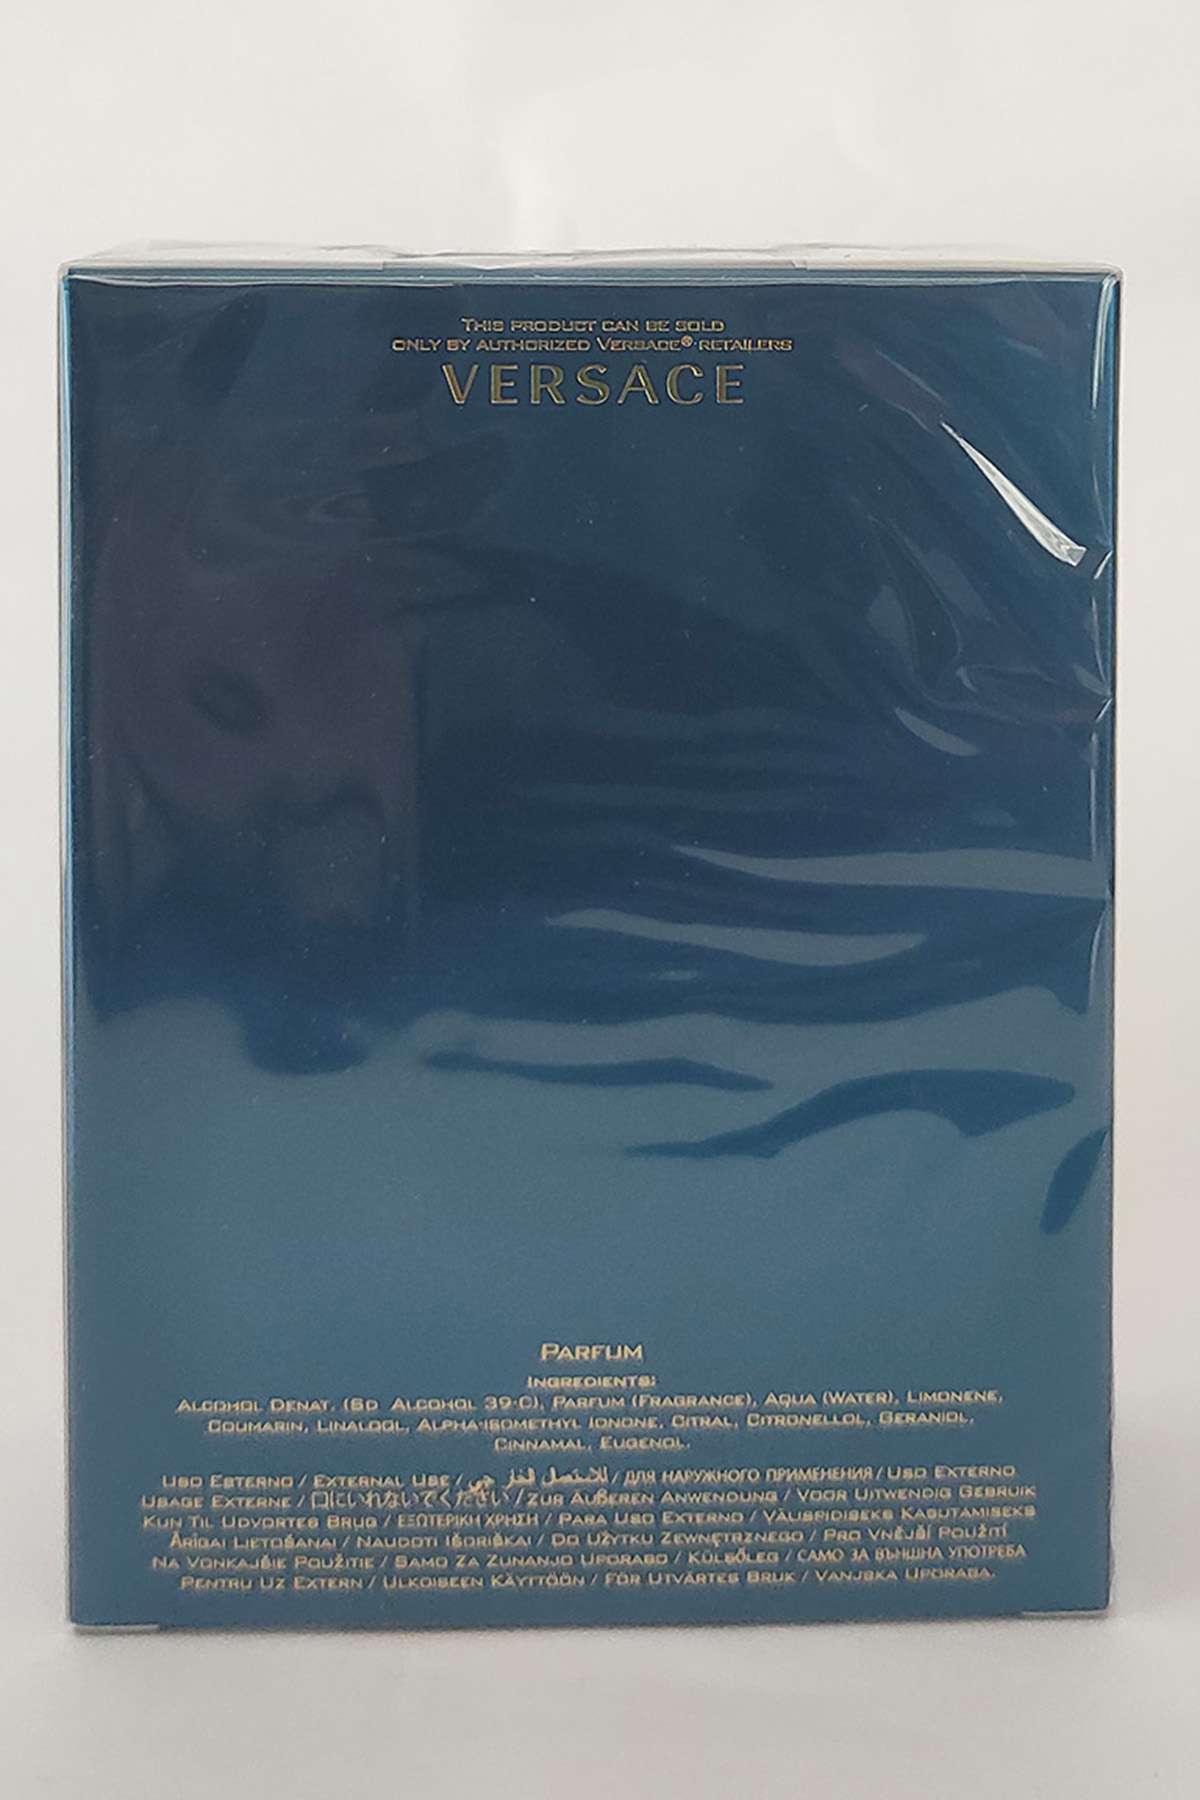 THIS PRODUCT CAN BE SOLD
ONLY BY AUTHORIZED VERSACE® RETAILERS
VERSACE
PARFUM
INGREDIENTS:
ALCOHOL DENAT. (SD ALCOHOL 39-C), PARFUM (FRAGRANCE), AQUA (WATER), LIMONENE,
COUMARIN, LINALOOL, ALPHA-ISOMETHYL IONONE, CITRAL, CITRONELLOL, GERANIOL,
CINNAMAL, EUGENOL.
USO ESTERNO / EXTERNAL USE / للاستعمال الخارجي / ДЛЯ НАРУЖНОГО ПРИМЕНЕНИЯ / USO EXTERNO
USAGE EXTERNE / 口にいれないでください / ZUR ÄUßEREN ANWENDUNG / VOOR UITWENDIG GEBRUIK
KUN TIL UDVORTES BRUG / ΕΞΩΤΕΡΙΚΗ ΧΡΗΣΗ / PARA USO EXTERNO / VÄLISPIDISEKS KASUTAMISEKS
ĀRĪGAI LIETOŠANAI / NAUDOTI IŠORIŠKAI / DO UŻYTKU ZEWNĘTRZNEGO / PRO VNĚJŠÍ POUŽITÍ
NA VONKAJŠIE POUŽITIE / SAMO ZA ZUNANJO UPORABO / KÜLSŐLEG / САМО ЗА ВЪНШНА УПОТРЕБА
PENTRU UZ EXTERN / ULKOISEEN KÄYTTÖÖN / FÖR UTVÄRTES BRUK / VANJSKA UPORABA.